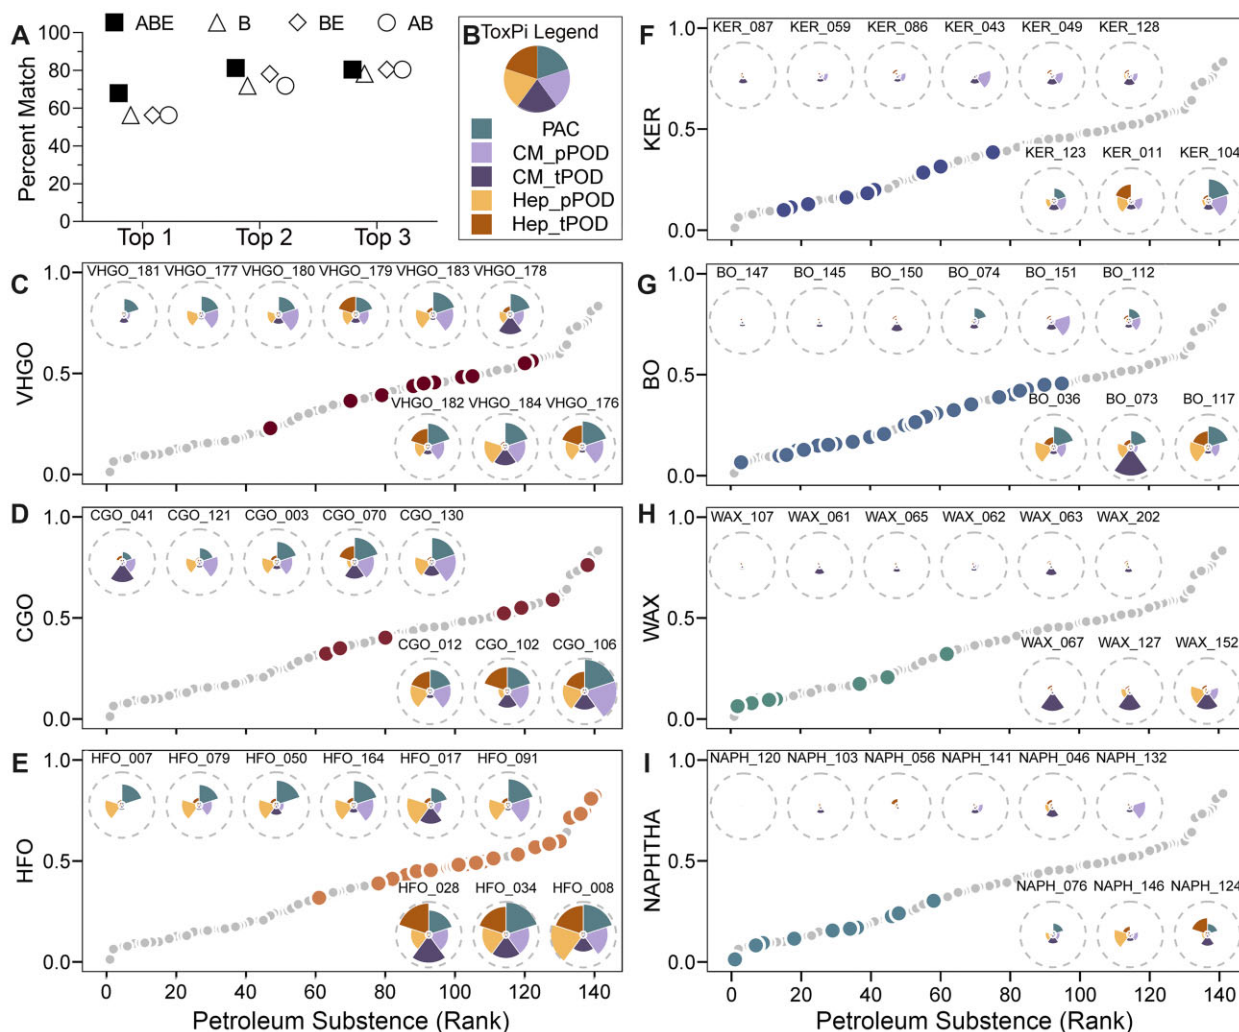 A
ABE B BE AB
100
80
60
40
20
0
Percent Match
Top 1 Top 2 Top 3
B
ToxPi Legend
PAC
CM_pPOD
CM_tPOD
Hep_pPOD
Hep_tPOD
C
VHGO
1.0
0.5
0.0
VHGO_181 VHGO_177 VHGO_180 VHGO_179 VHGO_183 VHGO_178
VHGO_182 VHGO_184 VHGO_176
D
CGO
1.0
0.5
0.0
CGO_041 CGO_121 CGO_003 CGO_070 CGO_130
CGO_012 CGO_102 CGO_106
E
HFO
1.0
0.5
0.0
HFO_007 HFO_079 HFO_050 HFO_164 HFO_017 HFO_091
HFO_028 HFO_034 HFO_008
0 20 40 60 80 100 120 140
Petroleum Substence (Rank)
F
KER
1.0
0.5
0.0
KER_087 KER_059 KER_086 KER_043 KER_049 KER_128
KER_123 KER_011 KER_104
G
BO
1.0
0.5
0.0
BO_147 BO_145 BO_150 BO_074 BO_151 BO_112
BO_036 BO_073 BO_117
H
WAX
1.0
0.5
0.0
WAX_107 WAX_061 WAX_065 WAX_062 WAX_063 WAX_202
WAX_067 WAX_127 WAX_152
I
NAPHTHA
1.0
0.5
0.0
NAPH_120 NAPH_103 NAPH_056 NAPH_141 NAPH_046 NAPH_132
NAPH_076 NAPH_146 NAPH_124
0 20 40 60 80 100 120 140
Petroleum Substence (Rank)